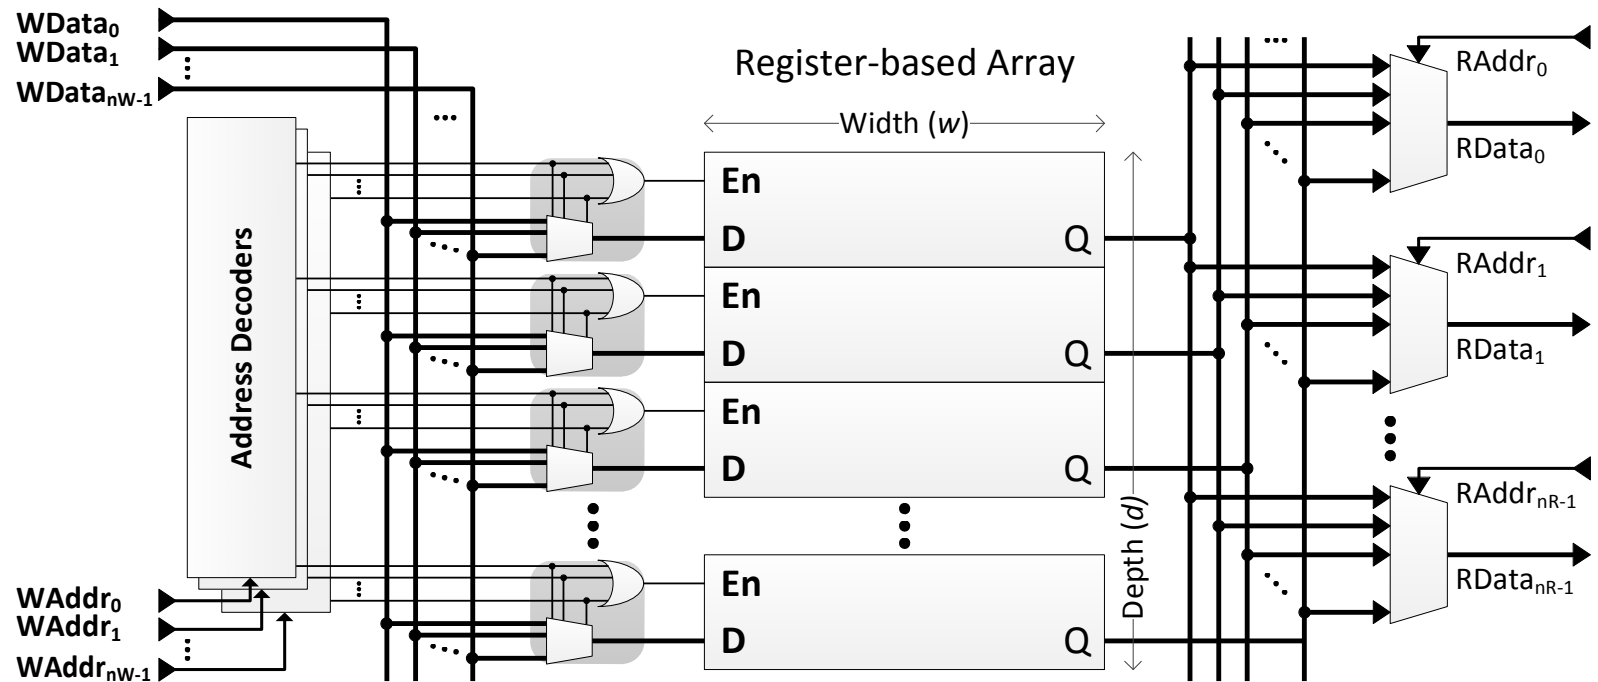 WData0
WData1
WDatanW-1
Register-based Array
Width (w)
Address Decoders
En
D
Q
En
D
Q
En
D
Q
En
D
Q
Depth (d)
WAddr0
WAddr1
WAddrnW-1
RAddr0
RData0
RAddr1
RData1
RAddrnR-1
RDatanR-1